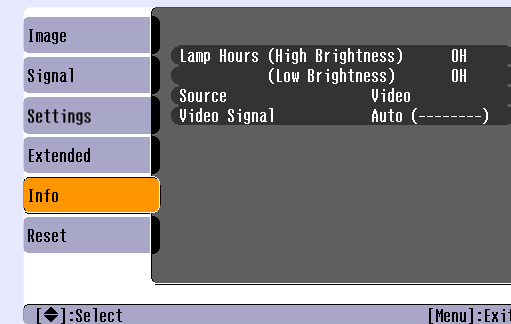 Image
Signal
Settings
Extended
Info
Reset
Lamp Hours (High Brightness) 0H
(Low Brightness) 0H
Source Video
Video Signal Auto (--------)
[◆]:Select [Menu]:Exit